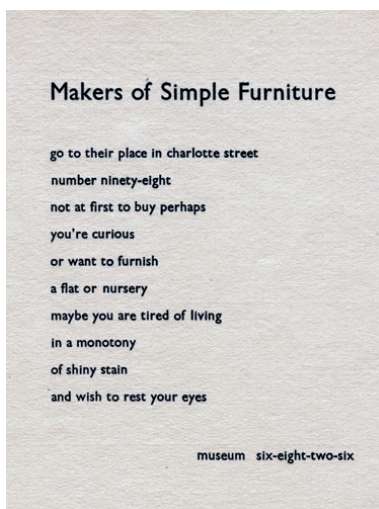 Makers of Simple Furniture
go to their place in charlotte street
number ninety-eight
not at first to buy perhaps
you're curious
or want to furnish
a flat or nursery
maybe you are tired of living
in a monotony
of shiny stain
and wish to rest your eyes
museum six-eight-two-six